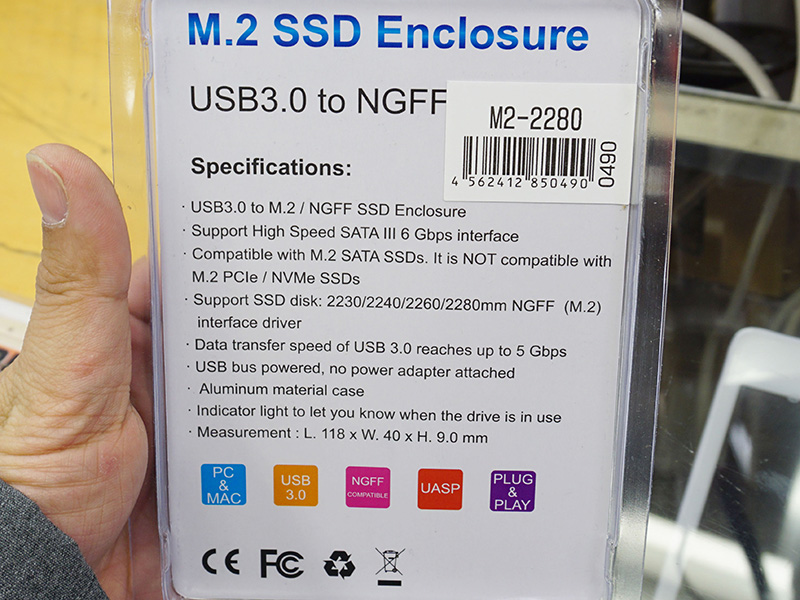 M.2 SSD Enclosure
USB3.0 to NGFF
M2-2280
4 562412 850490
0490
Specifications:
· USB3.0 to M.2 / NGFF SSD Enclosure
· Support High Speed SATA III 6 Gbps interface
· Compatible with M.2 SATA SSDs. It is NOT compatible with
M.2 PCIe / NVMe SSDs
· Support SSD disk: 2230/2240/2260/2280mm NGFF (M.2)
interface driver
· Data transfer speed of USB 3.0 reaches up to 5 Gbps
· USB bus powered, no power adapter attached
· Aluminum material case
· Indicator light to let you know when the drive is in use
· Measurement : L. 118 x W. 40 x H. 9.0 mm
PC
&
MAC
USB
3.0
NGFF
COMPATIBLE
UASP
PLUG
&
PLAY
CE FC